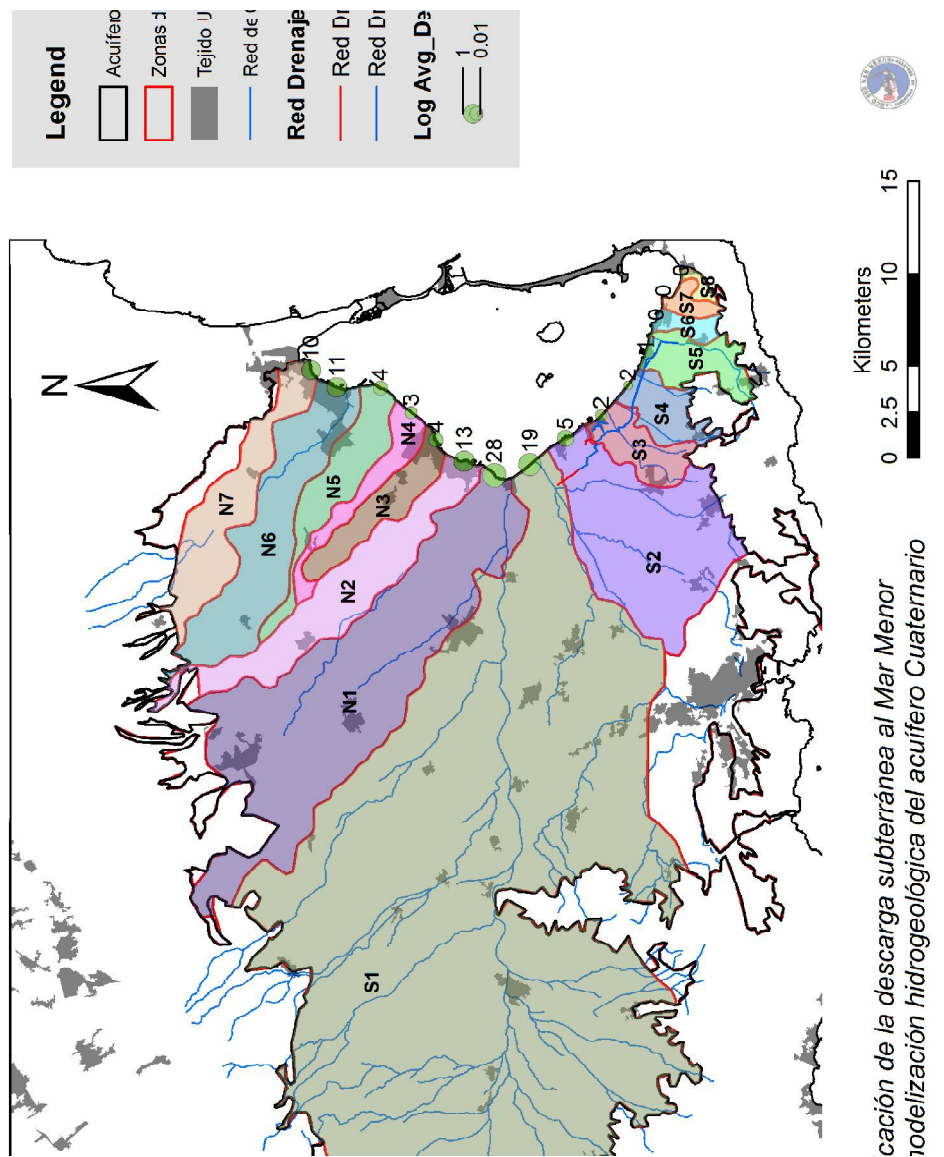 Legend
Acuífero
Zonas d
Tejido U
Red de
Red Drenaje
Red Dr
Red Dr
Log Avg_De
1
0.01
N
10
11
4
3
4
13
28
19
5
2
2
1
0
0
0
N7
N6
N5
N4
N3
N2
N1
S1
S2
S3
S4
S5
S6
S7
S8
Kilometers
0 2.5 5 10 15
cación de la descarga subterránea al Mar Menor
modelización hidrogeológica del acuífero Cuaternario